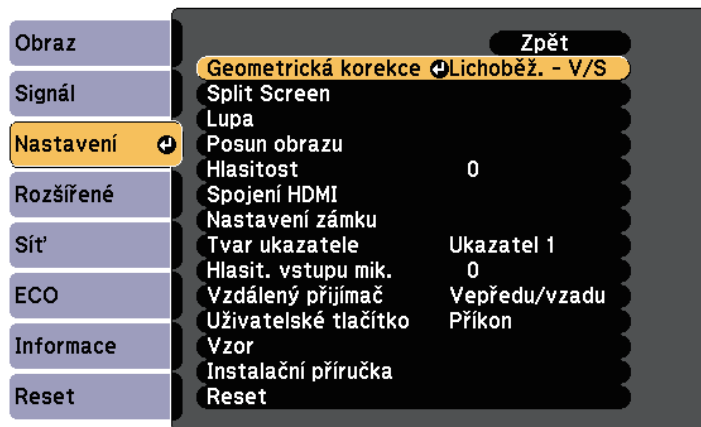 Obraz
Signál
Nastavení
Rozšířené
Síť
ECO
Informace
Reset
Zpět
Geometrická korekce Lichoběž. - V/S
Split Screen
Lupa
Posun obrazu
Hlasitost 0
Spojení HDMI
Nastavení zámku
Tvar ukazatele Ukazatel 1
Hlasit. vstupu mik. 0
Vzdálený přijímač Vepředu/vzadu
Uživatelské tlačítko Příkon
Vzor
Instalační příručka
Reset